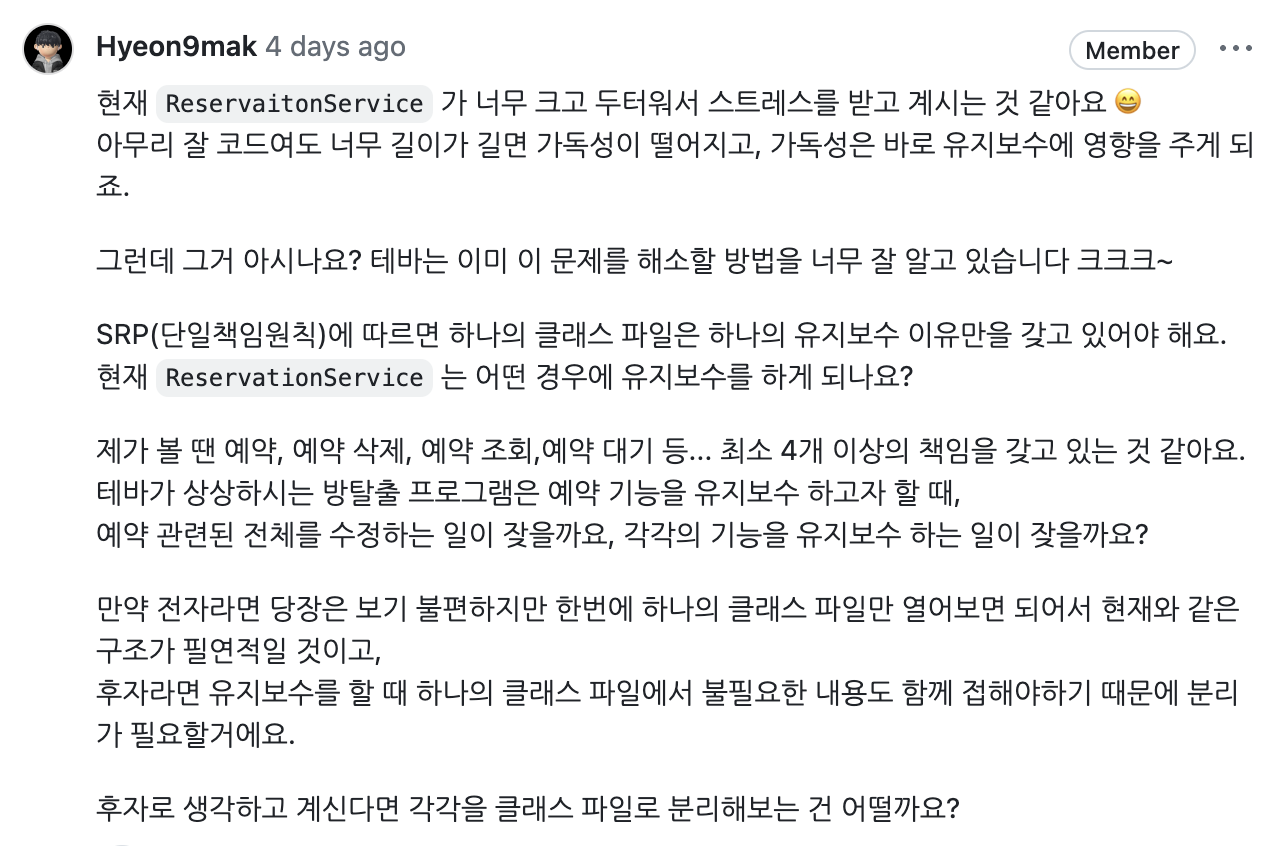 Hyeon9mak 4 days ago
Member
현재 ReservaitonService 가 너무 크고 두터워서 스트레스를 받고 계시는 것 같아요 😄
아무리 잘 코드여도 너무 길이가 길면 가독성이 떨어지고, 가독성은 바로 유지보수에 영향을 주게 되
죠.
그런데 그거 아시나요? 테바는 이미 이 문제를 해소할 방법을 너무 잘 알고 있습니다 크크크~
SRP(단일책임원칙)에 따르면 하나의 클래스 파일은 하나의 유지보수 이유만을 갖고 있어야 해요.
현재 ReservationService 는 어떤 경우에 유지보수를 하게 되나요?
제가 볼 땐 예약, 예약 삭제, 예약 조회,예약 대기 등... 최소 4개 이상의 책임을 갖고 있는 것 같아요.
테바가 상상하시는 방탈출 프로그램은 예약 기능을 유지보수 하고자 할 때,
예약 관련된 전체를 수정하는 일이 잦을까요, 각각의 기능을 유지보수 하는 일이 잦을까요?
만약 전자라면 당장은 보기 불편하지만 한번에 하나의 클래스 파일만 열어보면 되어서 현재와 같은
구조가 필연적일 것이고,
후자라면 유지보수를 할 때 하나의 클래스 파일에서 불필요한 내용도 함께 접해야하기 때문에 분리
가 필요할거에요.
후자로 생각하고 계신다면 각각을 클래스 파일로 분리해보는 건 어떨까요?